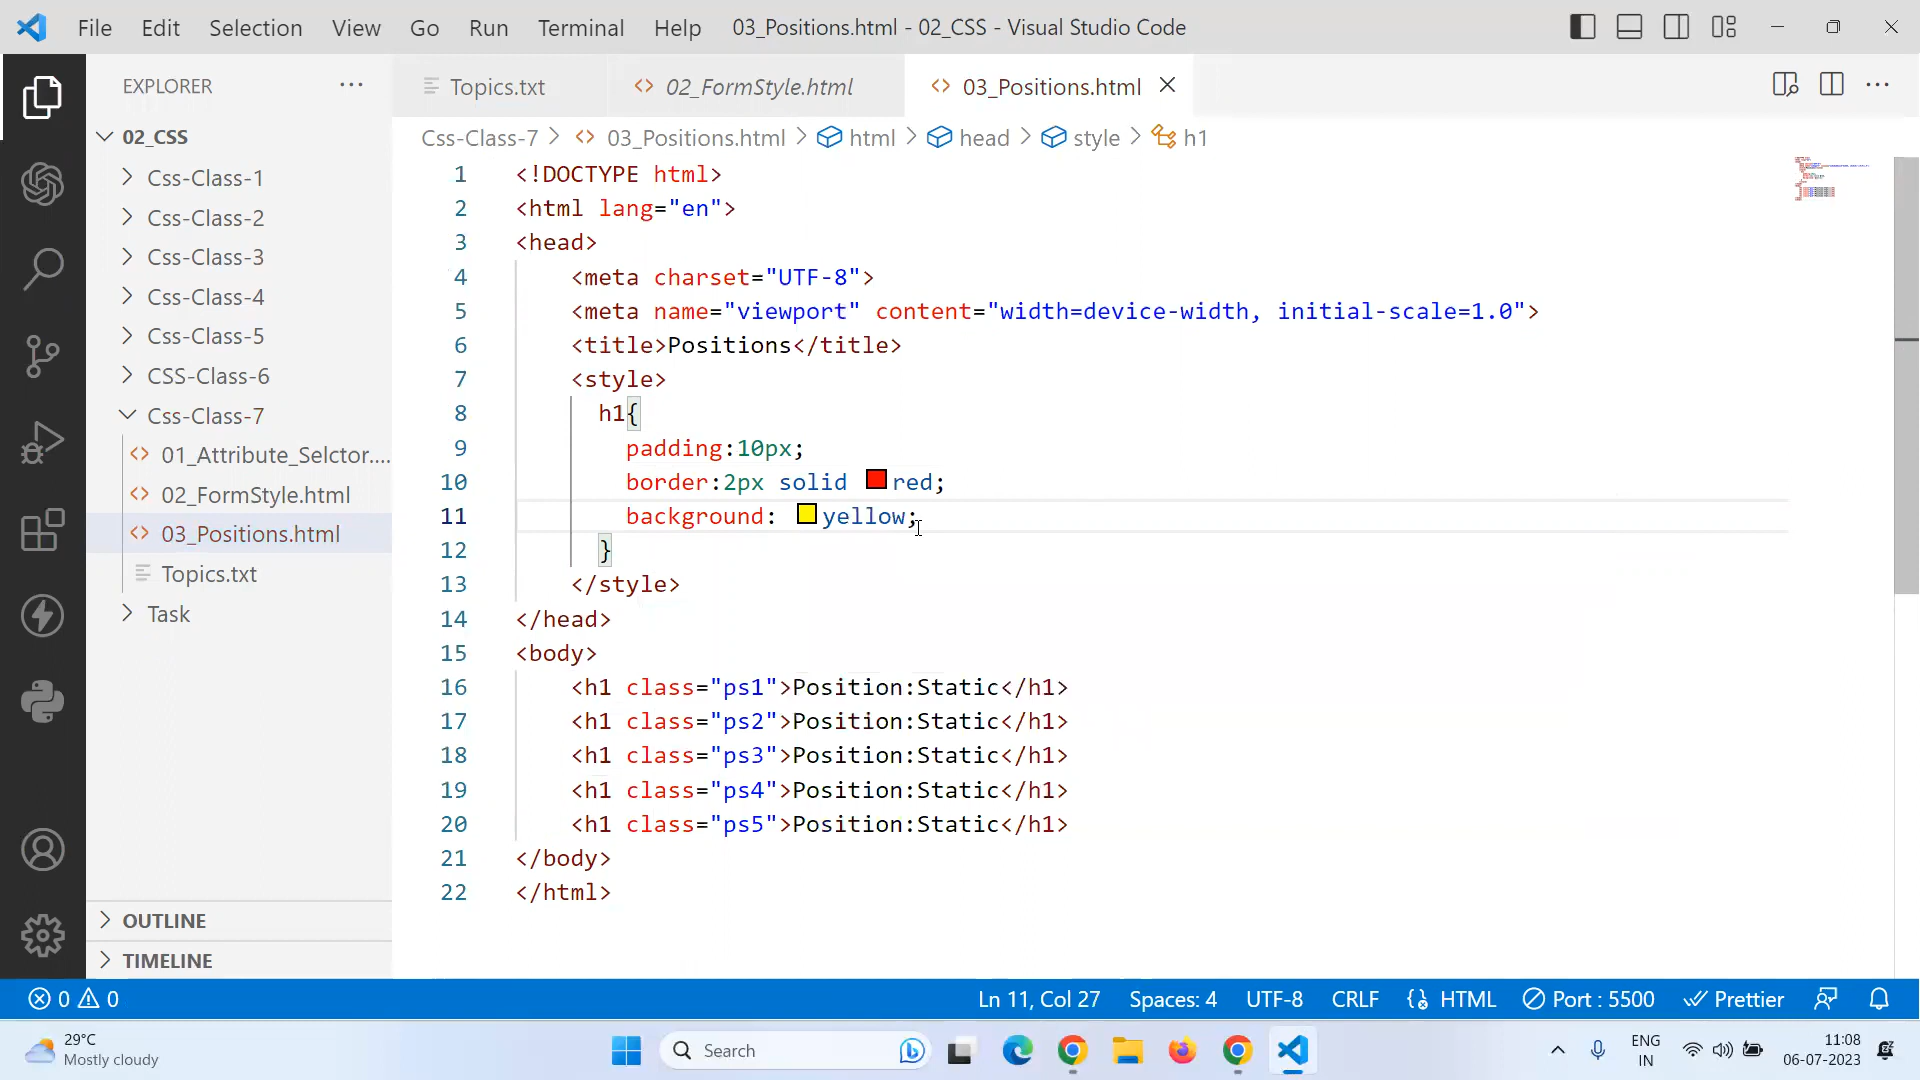 File Edit Selection View Go Run Terminal Help 03_Positions.html - 02_CSS - Visual Studio Code
EXPLORER ···
Topics.txt 02_FormStyle.html 03_Positions.html
02_CSS
Css-Class-1
Css-Class-2
Css-Class-3
Css-Class-4
Css-Class-5
CSS-Class-6
Css-Class-7
01_Attribute_Selctor....
02_FormStyle.html
03_Positions.html
Topics.txt
Task
OUTLINE
TIMELINE
Css-Class-7 > 03_Positions.html > html > head > style > h1
1 <!DOCTYPE html>
2 <html lang="en">
3 <head>
4 <meta charset="UTF-8">
5 <meta name="viewport" content="width=device-width, initial-scale=1.0">
6 <title>Positions</title>
7 <style>
8 h1{
9 padding:10px;
10 border:2px solid red;
11 background: yellow;
12 }
13 </style>
14 </head>
15 <body>
16 <h1 class="ps1">Position:Static</h1>
17 <h1 class="ps2">Position:Static</h1>
18 <h1 class="ps3">Position:Static</h1>
19 <h1 class="ps4">Position:Static</h1>
20 <h1 class="ps5">Position:Static</h1>
21 </body>
22 </html>
0 0 Ln 11, Col 27 Spaces: 4 UTF-8 CRLF HTML Port : 5500 Prettier
29°C
Mostly cloudy
Search
ENG
IN
11:08
06-07-2023